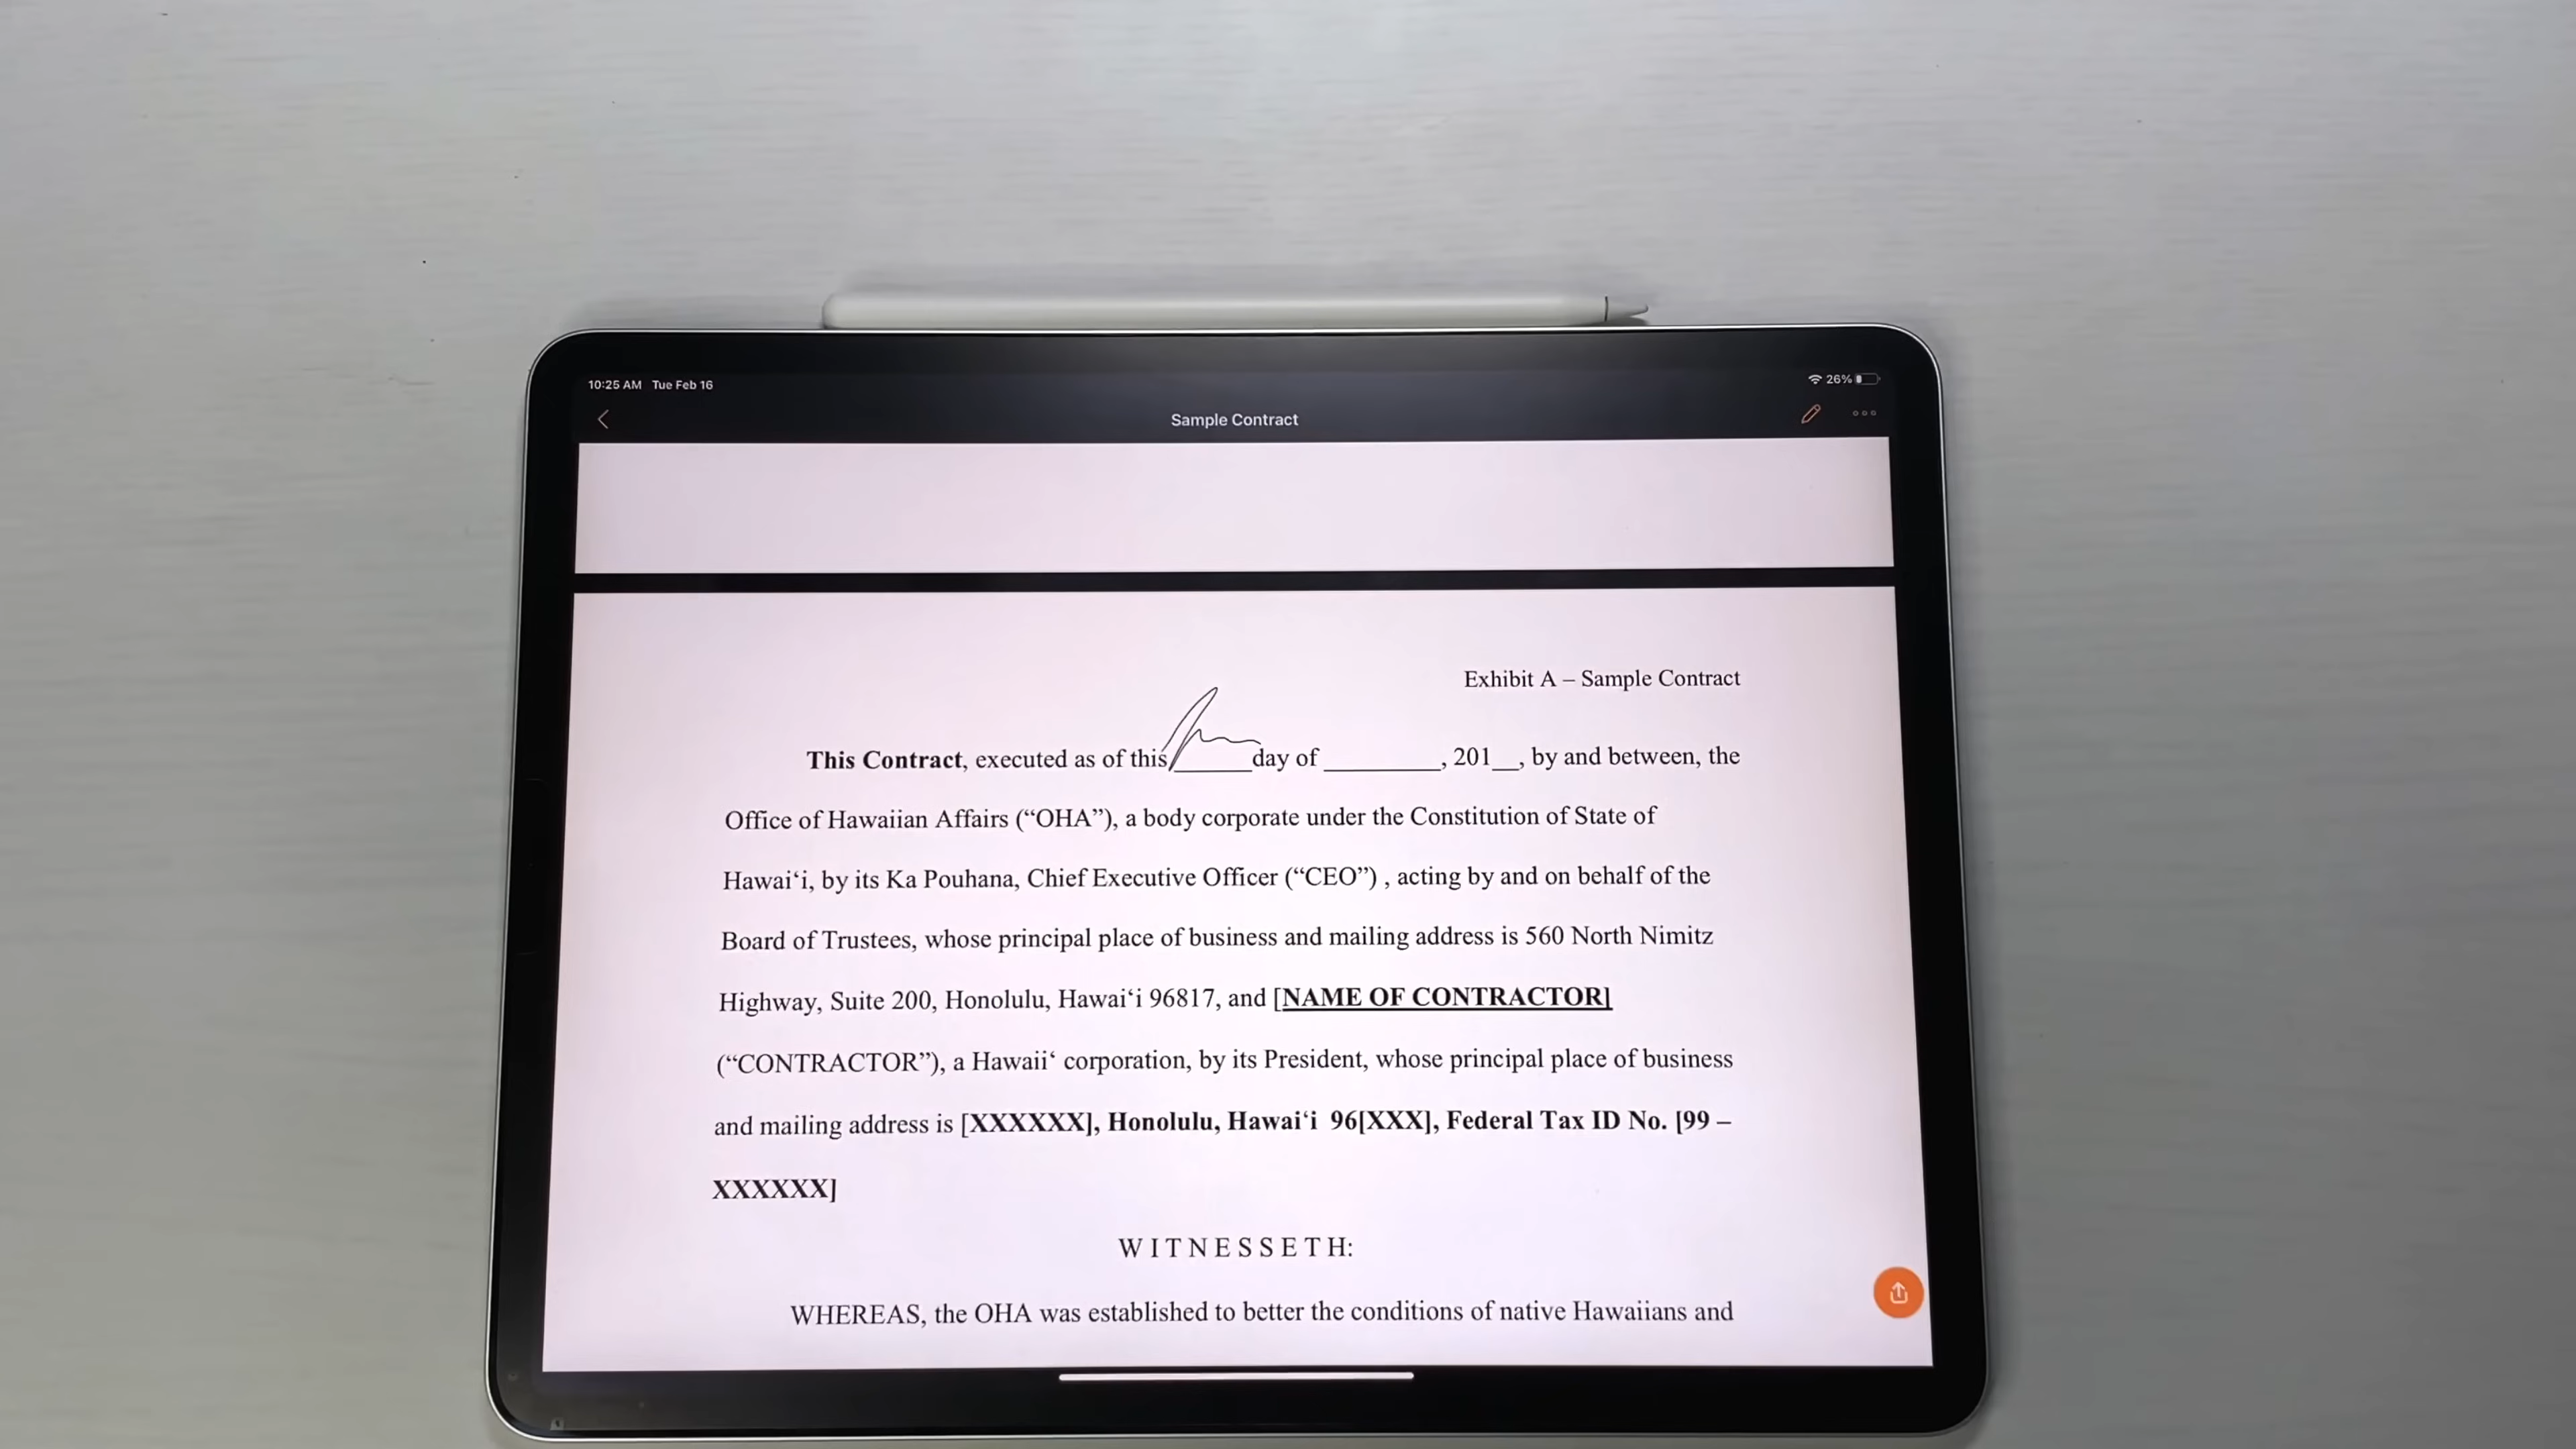 10:25 AM Tue Feb 16
26%
Sample Contract
Exhibit A – Sample Contract
This Contract, executed as of this ______ day of _________, 201__, by and between, the
Office of Hawaiian Affairs (“OHA”), a body corporate under the Constitution of State of
Hawai‘i, by its Ka Pouhana, Chief Executive Officer (“CEO”) , acting by and on behalf of the
Board of Trustees, whose principal place of business and mailing address is 560 North Nimitz
Highway, Suite 200, Honolulu, Hawai‘i 96817, and [NAME OF CONTRACTOR]
(“CONTRACTOR”), a Hawaii‘ corporation, by its President, whose principal place of business
and mailing address is [XXXXXX], Honolulu, Hawai‘i 96[XXX], Federal Tax ID No. [99 –
XXXXXX]
W I T N E S S E T H:
WHEREAS, the OHA was established to better the conditions of native Hawaiians and